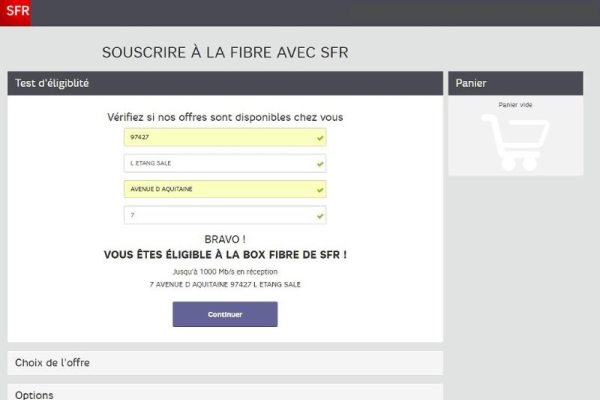 SFR
SOUSCRIRE À LA FIBRE AVEC SFR
Test d'éligiblité
Vérifiez si nos offres sont disponibles chez vous
97427
L ETANG SALE
AVENUE D AQUITAINE
7
BRAVO !
VOUS ÊTES ÉLIGIBLE À LA BOX FIBRE DE SFR !
Jusqu'à 1000 Mb/s en réception
7 AVENUE D AQUITAINE 97427 L ETANG SALE
Continuer
Choix de l'offre
Options
Panier
Panier vide